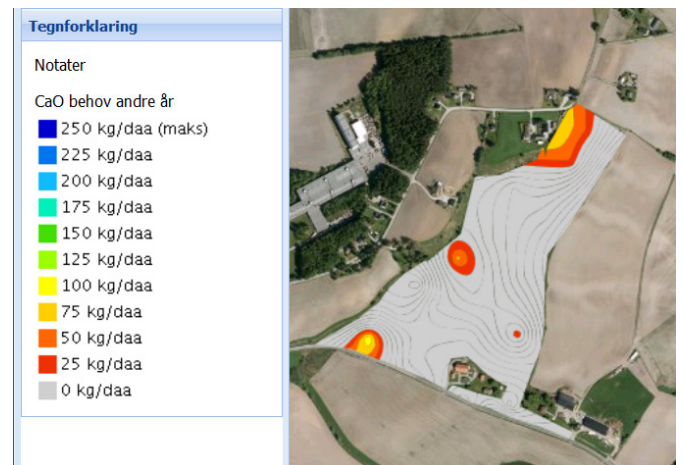 Tegnforklaring
Notater
CaO behov andre år
250 kg/daa (maks)
225 kg/daa
200 kg/daa
175 kg/daa
150 kg/daa
125 kg/daa
100 kg/daa
75 kg/daa
50 kg/daa
25 kg/daa
0 kg/daa